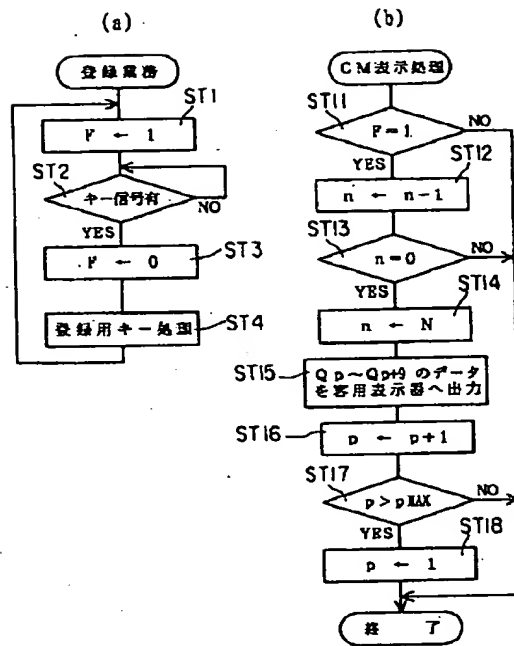 (a)
登録業務
ST1
F ← 1
ST2
キー信号有
NO
YES
F ← 0
ST3
登録用キー処理
ST4
(b)
CM表示処理
ST11
F=1
NO
YES
ST12
n ← n-1
ST13
n=0
NO
YES
ST14
n ← N
ST15
Qp～Qp+9 のデータ
を客用表示器へ出力
ST16
p ← p+1
ST17
p>pMAX
NO
YES
ST18
p ← 1
終了